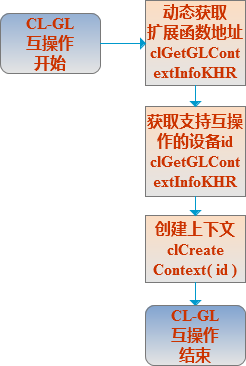 CL-GL
互操作
开始
动态获取
扩展函数地址
clGetGLCont
extInfoKHR
获取支持互操
作的设备id
clGetGLCont
extInfoKHR
创建上下文
clCreate
Context( id )
CL-GL
互操作
结束